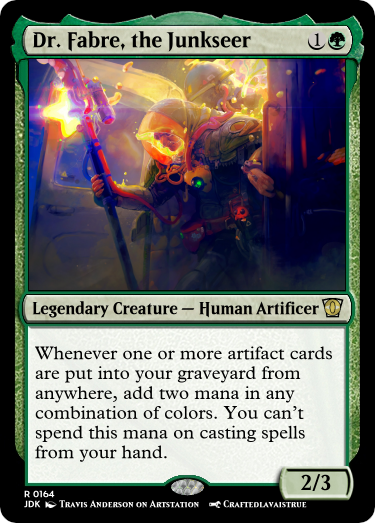 Dr. Fabre, the Junkseer 1
Legendary Creature — Human Artificer
Whenever one or more artifact cards
are put into your graveyard from
anywhere, add two mana in any
combination of colors. You can't
spend this mana on casting spells
from your hand.
2/3
R 0164
JDK Travis Anderson on Artstation Craftedlavaistrue